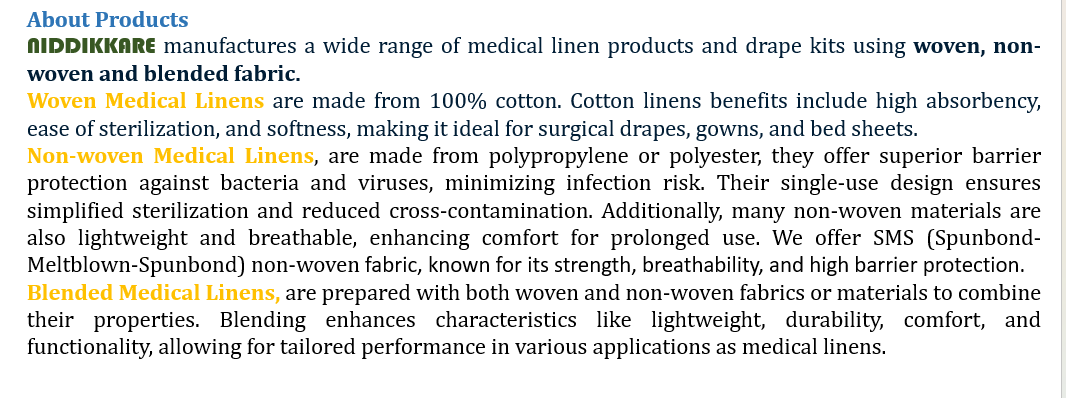 About Products
NIDDIKKARE manufactures a wide range of medical linen products and drape kits using woven, non-
woven and blended fabric.
Woven Medical Linens are made from 100% cotton. Cotton linens benefits include high absorbency,
ease of sterilization, and softness, making it ideal for surgical drapes, gowns, and bed sheets.
Non-woven Medical Linens, are made from polypropylene or polyester, they offer superior barrier
protection against bacteria and viruses, minimizing infection risk. Their single-use design ensures
simplified sterilization and reduced cross-contamination. Additionally, many non-woven materials are
also lightweight and breathable, enhancing comfort for prolonged use. We offer SMS (Spunbond-
Meltblown-Spunbond) non-woven fabric, known for its strength, breathability, and high barrier protection.
Blended Medical Linens, are prepared with both woven and non-woven fabrics or materials to combine
their properties. Blending enhances characteristics like lightweight, durability, comfort, and
functionality, allowing for tailored performance in various applications as medical linens.